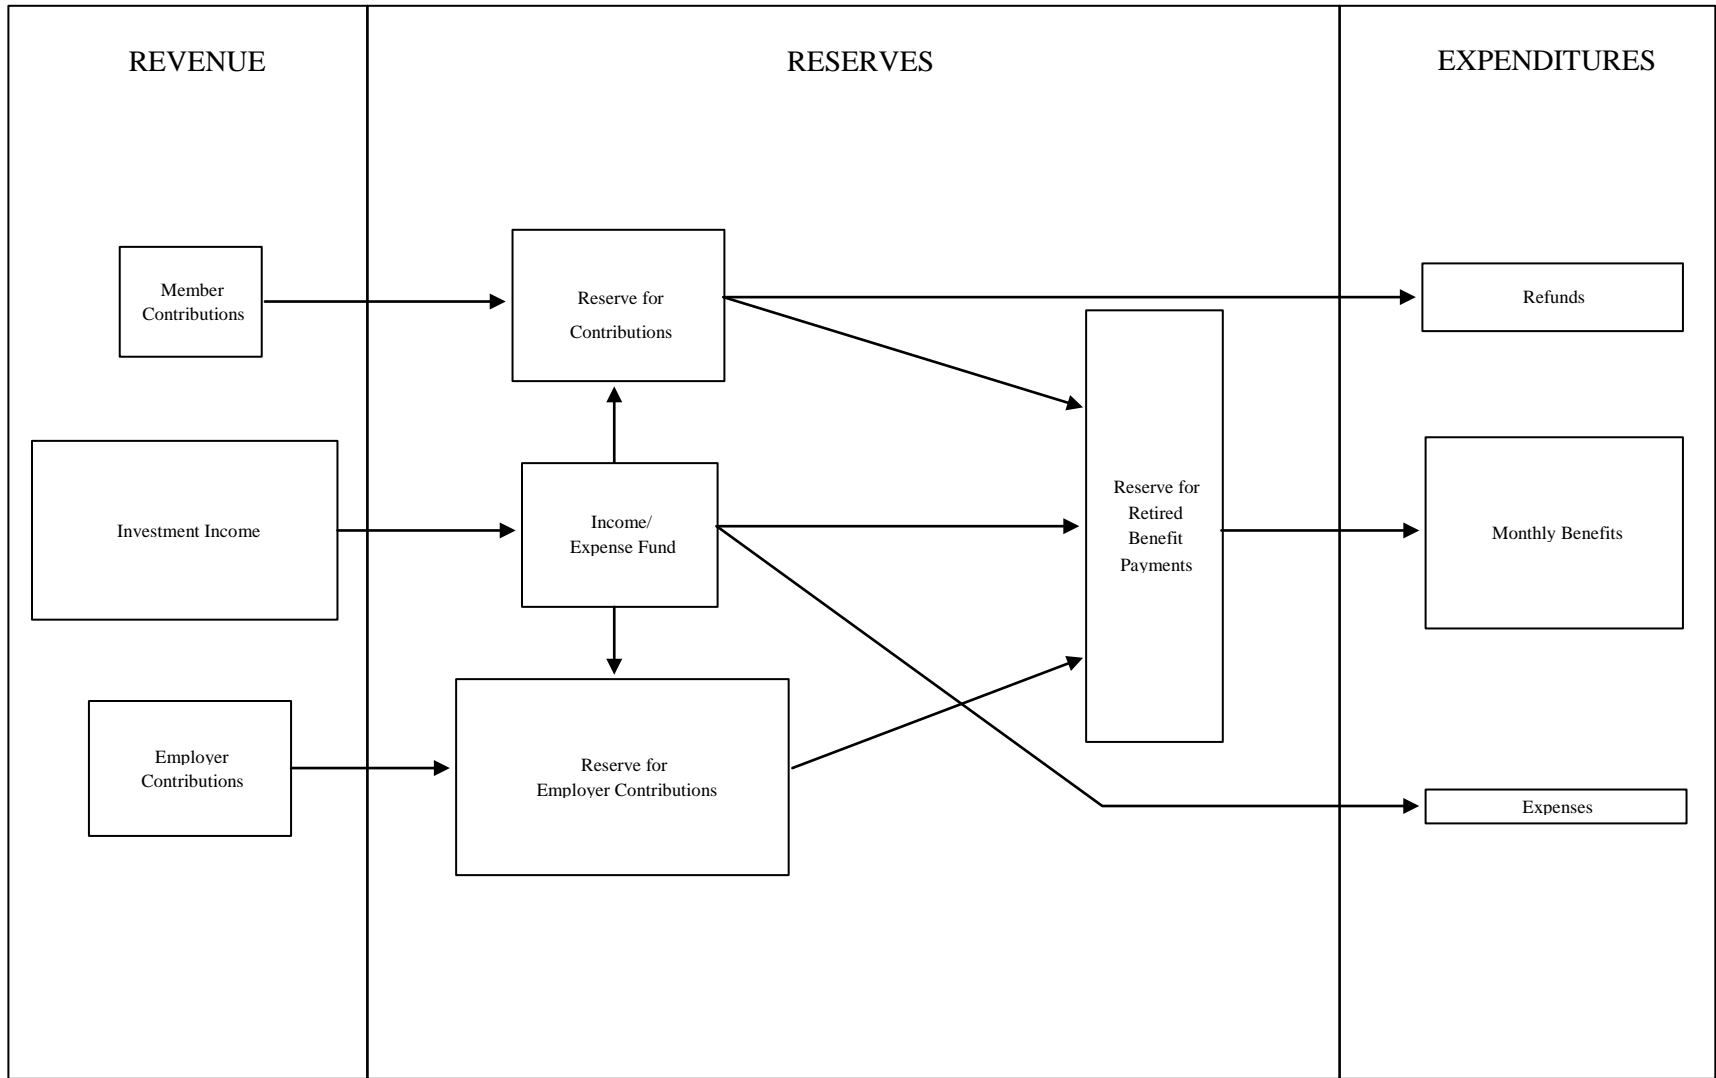 REVENUE
RESERVES
EXPENDITURES
Member
Contributions
Reserve for
Contributions
Refunds
Investment Income
Income/
Expense Fund
Reserve for
Retired
Benefit
Payments
Monthly Benefits
Employer
Contributions
Reserve for
Employer Contributions
Expenses